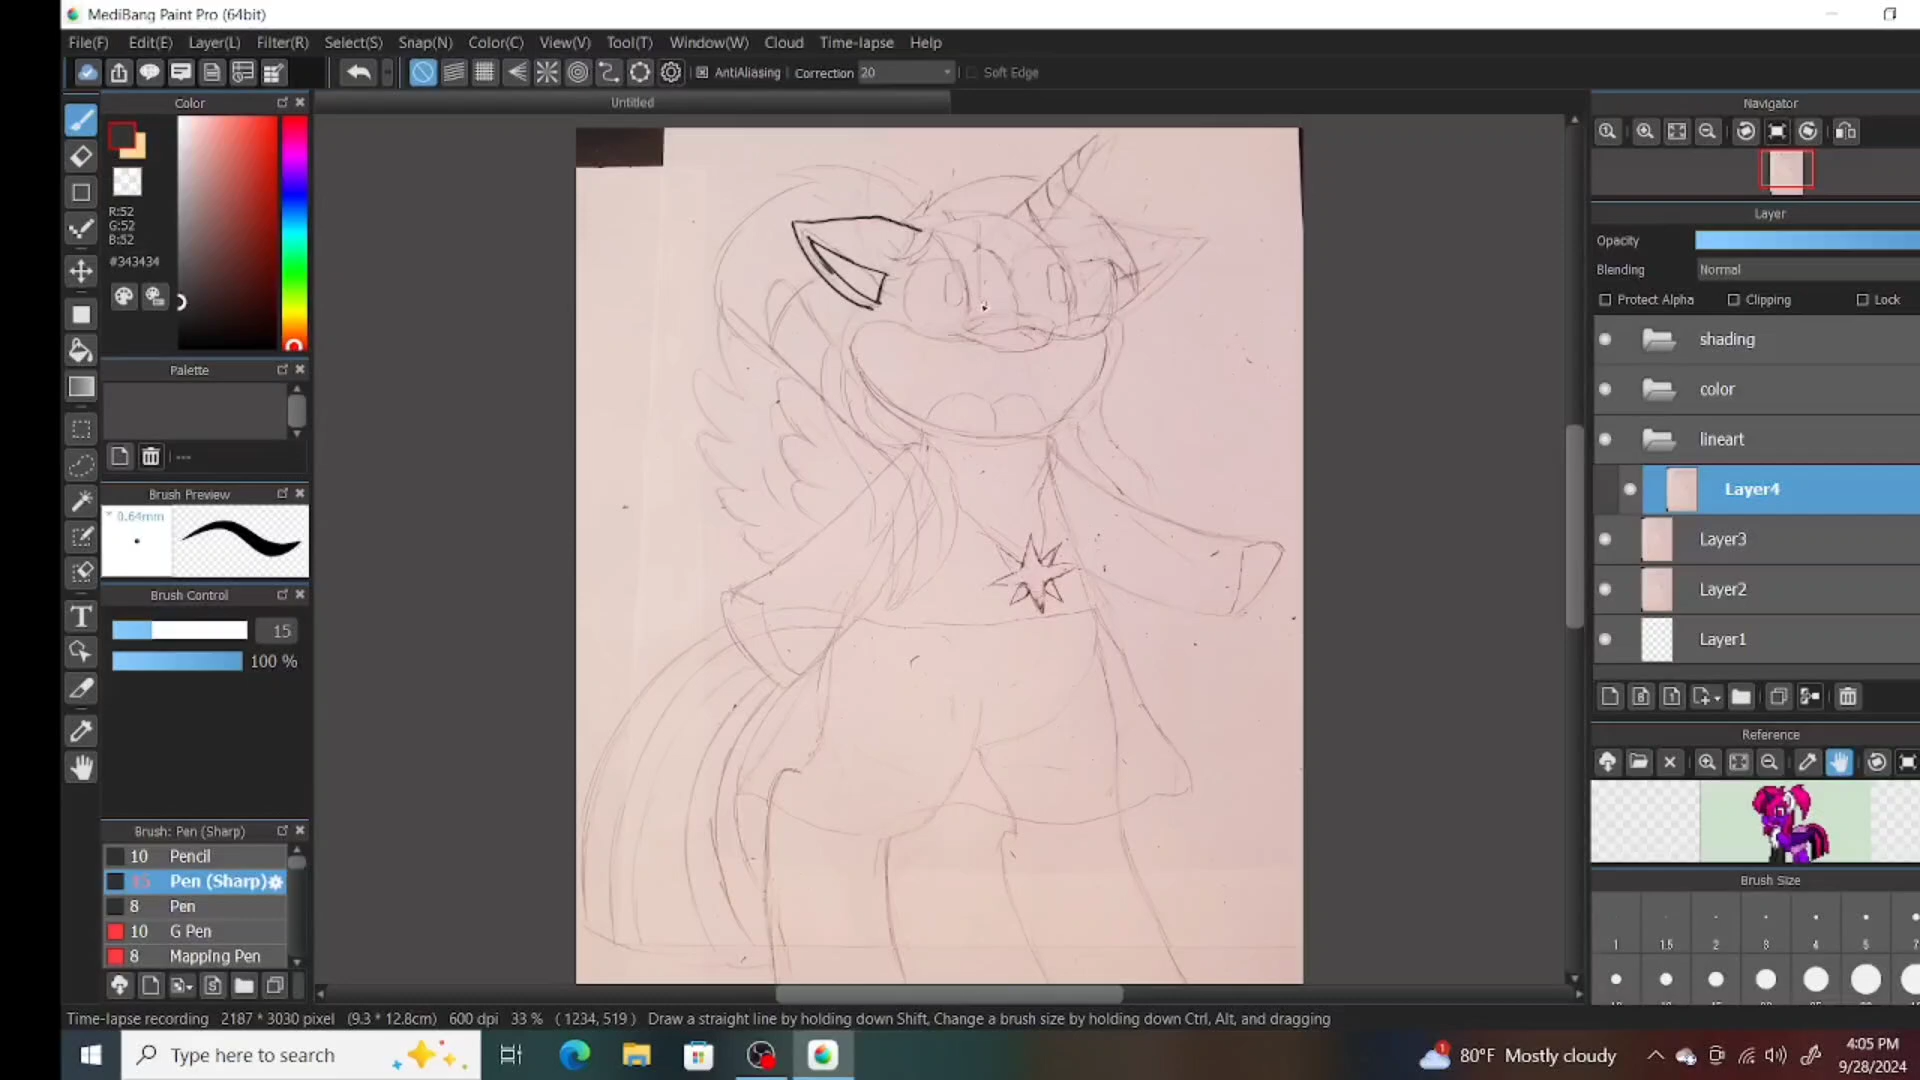 MediBang Paint Pro (64bit)
File(F) Edit(E) Layer(L) Filter(R) Select(S) Snap(N) Color(C) View(V) Tool(T) Window(W) Cloud Time-lapse Help
AntiAliasing Correction 20 Soft Edge
Color
Untitled
Navigator
R:52
G:52
B:52
#343434
Layer
Opacity
Blending Normal
Protect Alpha Clipping Lock
shading
color
lineart
Layer4
Layer3
Layer2
Layer1
Palette
---
Brush Preview
0.64mm
Brush Control
15
100 %
Reference
Brush: Pen (Sharp)
10 Pencil
15 Pen (Sharp)
8 Pen
10 G Pen
8 Mapping Pen
Brush Size
1 1.5 2 3 4 5 7
Time-lapse recording 2187 * 3030 pixel (9.3 * 12.8cm) 600 dpi 33 % ( 1234, 519 ) Draw a straight line by holding down Shift, Change a brush size by holding down Ctrl, Alt, and dragging
Type here to search
80°F Mostly cloudy
4:05 PM
9/28/2024